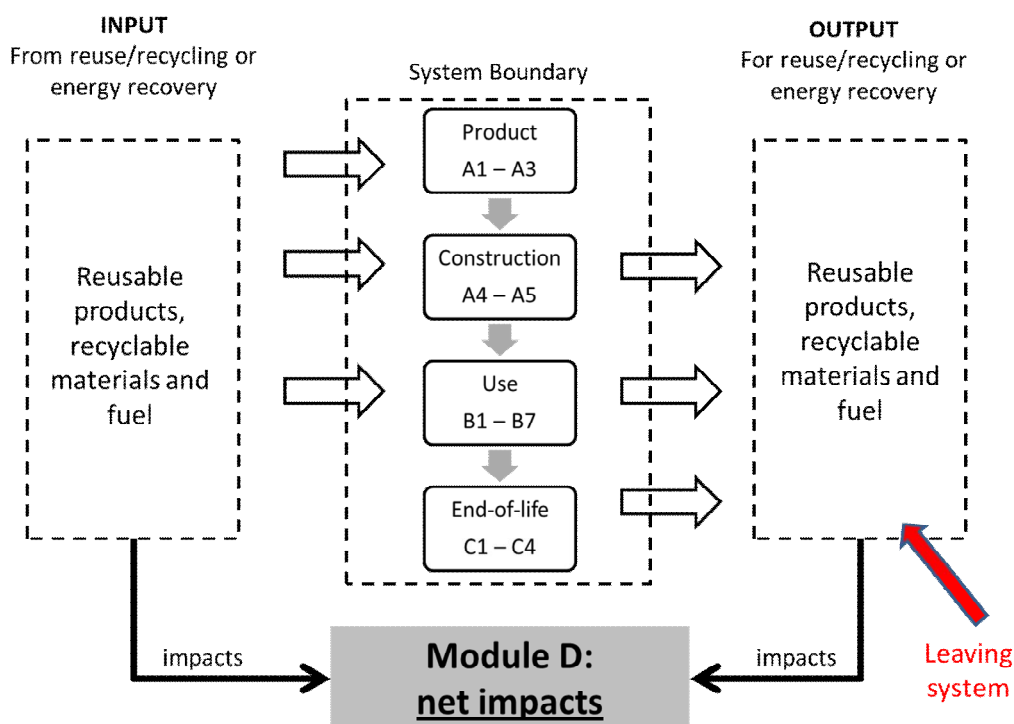 INPUT
From reuse/recycling or
energy recovery
System Boundary
OUTPUT
For reuse/recycling or
energy recovery
Reusable
products,
recyclable
materials and
fuel
Product
A1 – A3
Construction
A4 – A5
Use
B1 – B7
End-of-life
C1 – C4
Reusable
products,
recyclable
materials and
fuel
impacts
Module D:
net impacts
impacts
Leaving
system